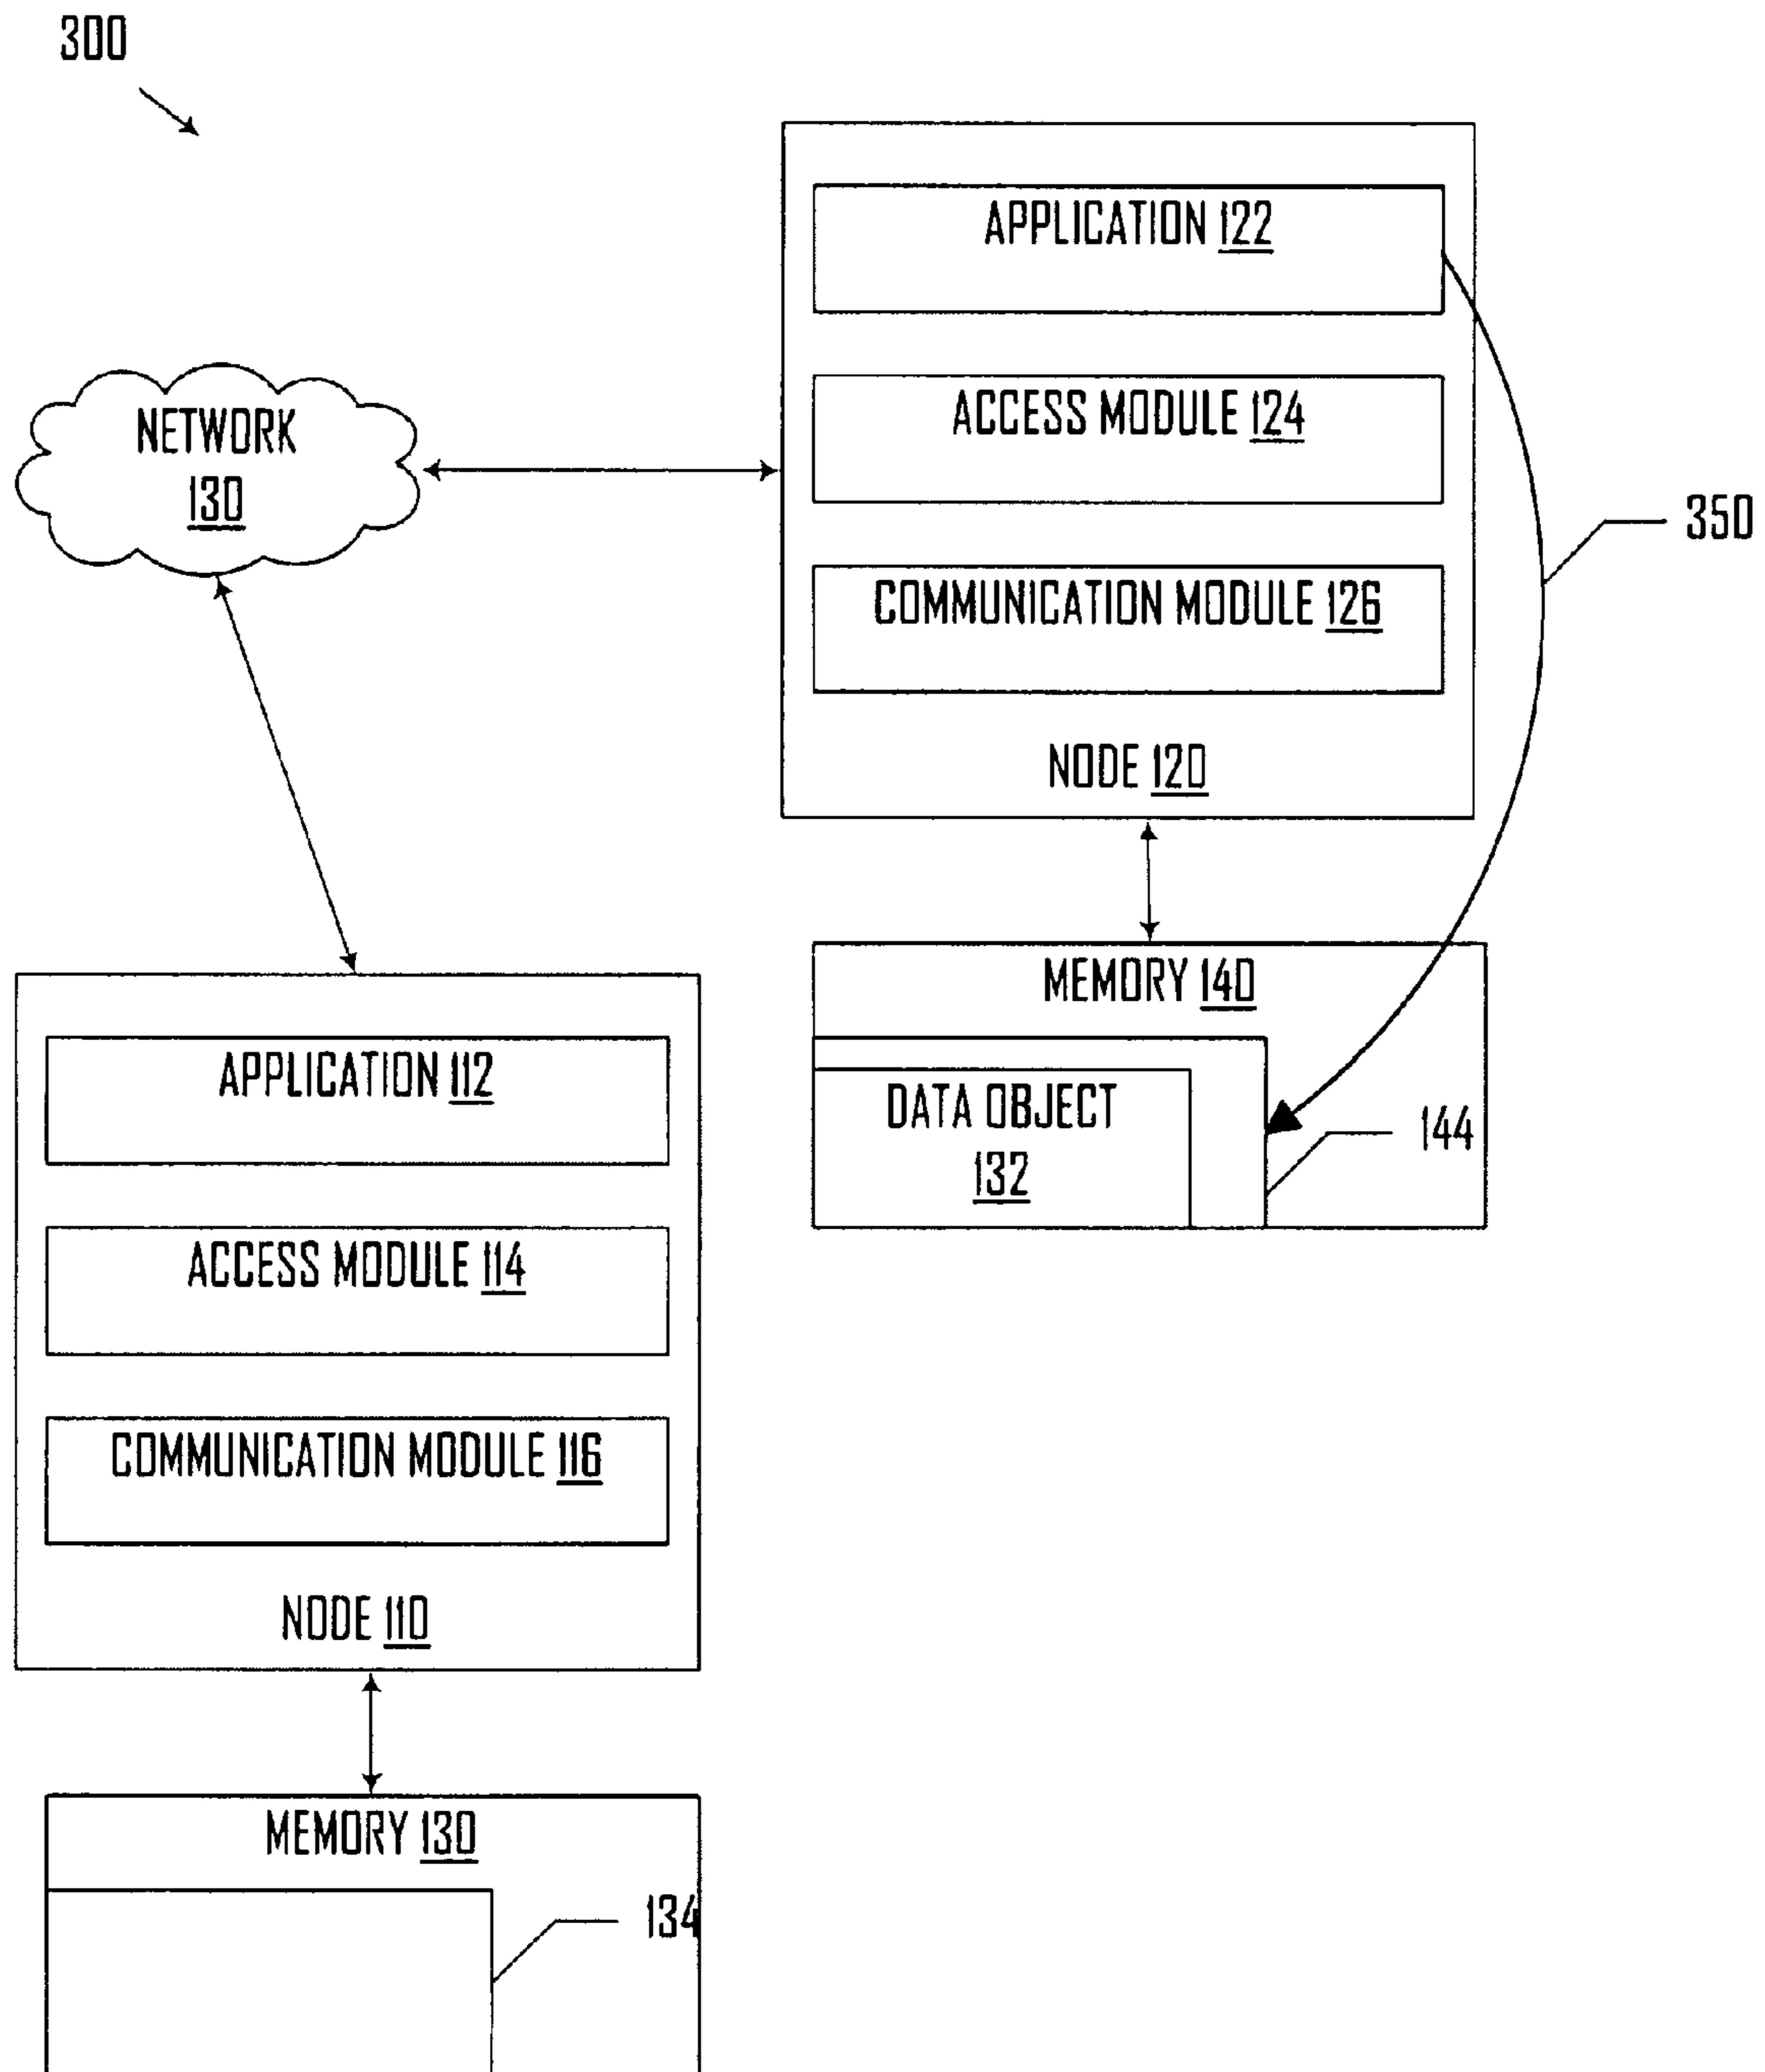 300
APPLICATION 122
NETWORK
130
ACCESS MODULE 124
350
COMMUNICATION MODULE 126
NODE 120
MEMORY 140
APPLICATION 112
DATA OBJECT
132
144
ACCESS MODULE 114
COMMUNICATION MODULE 116
NODE 110
MEMORY 130
134